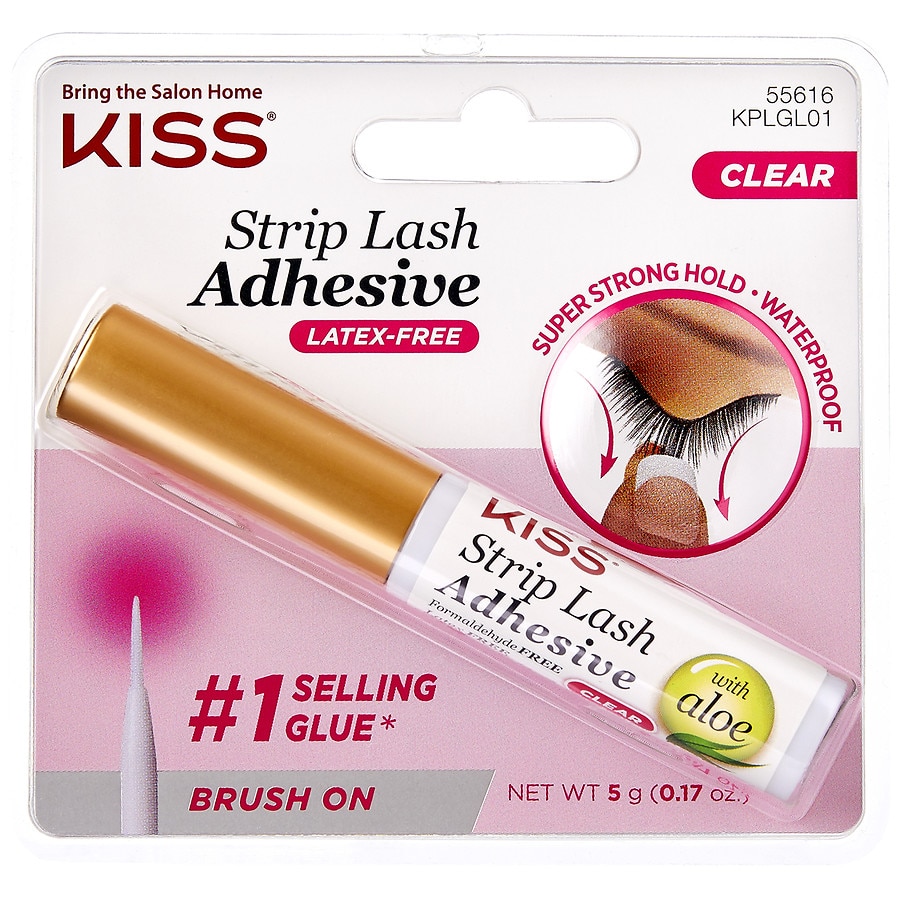 Bring the Salon Home
KISS®
55616
KPLGL01
CLEAR
Strip Lash
Adhesive
LATEX-FREE
SUPER STRONG HOLD • WATERPROOF
KISS®
Strip Lash
Adhesive
Formaldehyde FREE
CLEAR
with
aloe
#1 SELLING
GLUE*
BRUSH ON
NET WT 5 g (0.17 oz.)